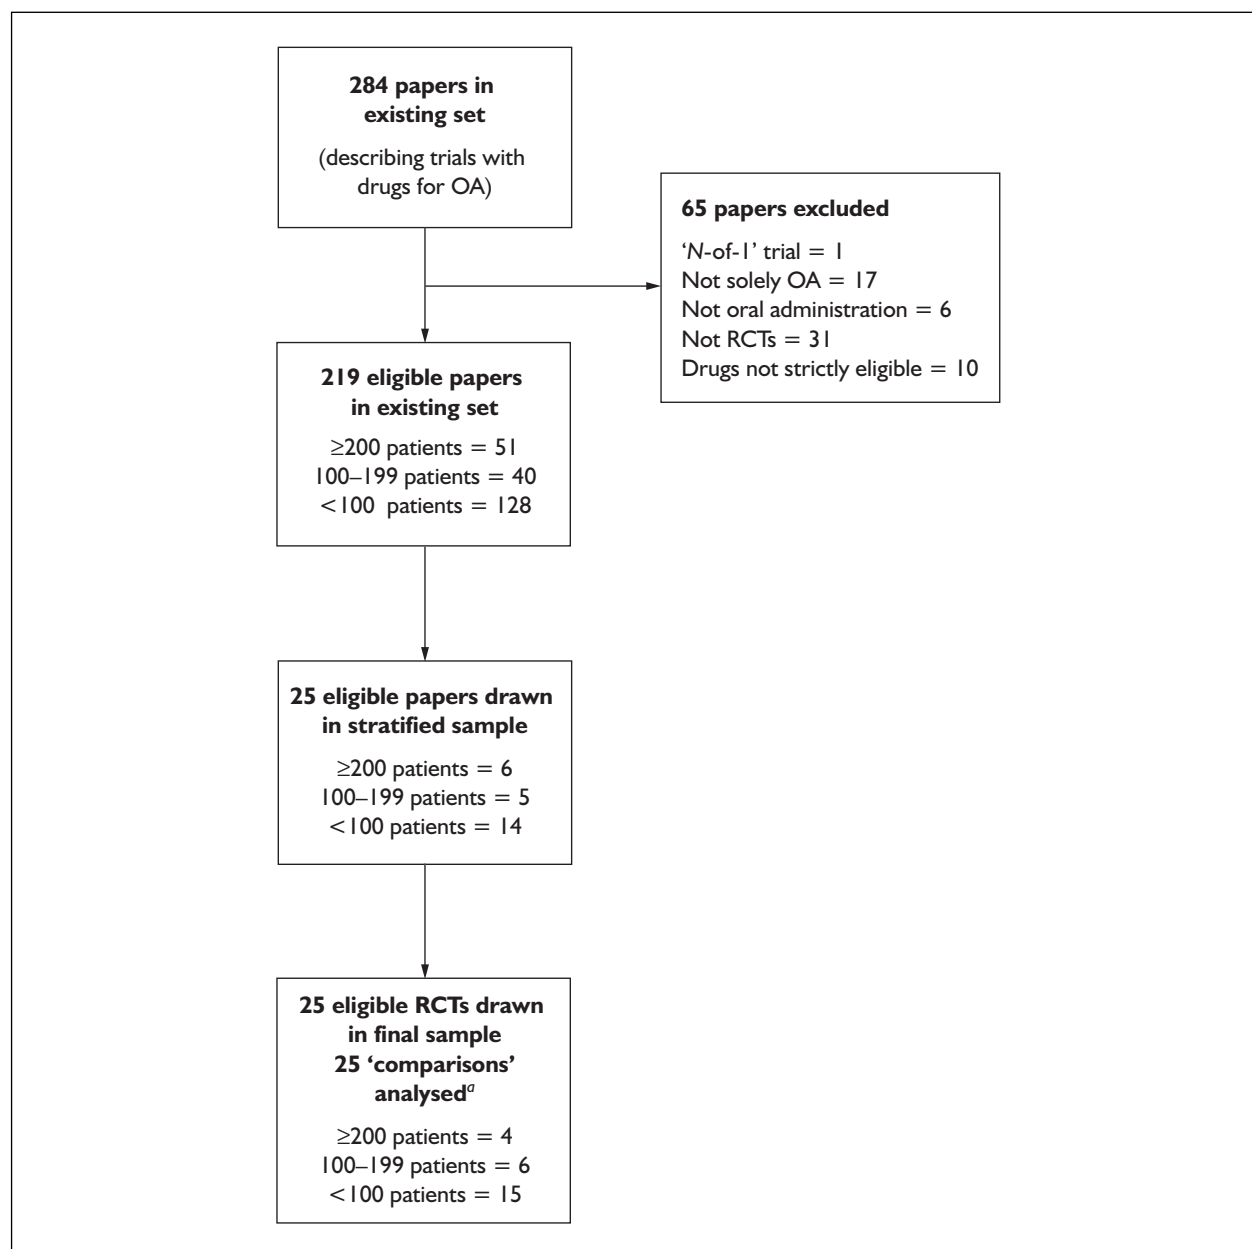 284 papers in
existing set
(describing trials with
drugs for OA)
65 papers excluded
‘N-of-1’ trial = 1
Not solely OA = 17
Not oral administration = 6
Not RCTs = 31
Drugs not strictly eligible = 10
219 eligible papers
in existing set
≥200 patients = 51
100–199 patients = 40
<100 patients = 128
25 eligible papers drawn
in stratified sample
≥200 patients = 6
100–199 patients = 5
<100 patients = 14
25 eligible RCTs drawn
in final sample
25 ‘comparisons’
analysedᵃ
≥200 patients = 4
100–199 patients = 6
<100 patients = 15